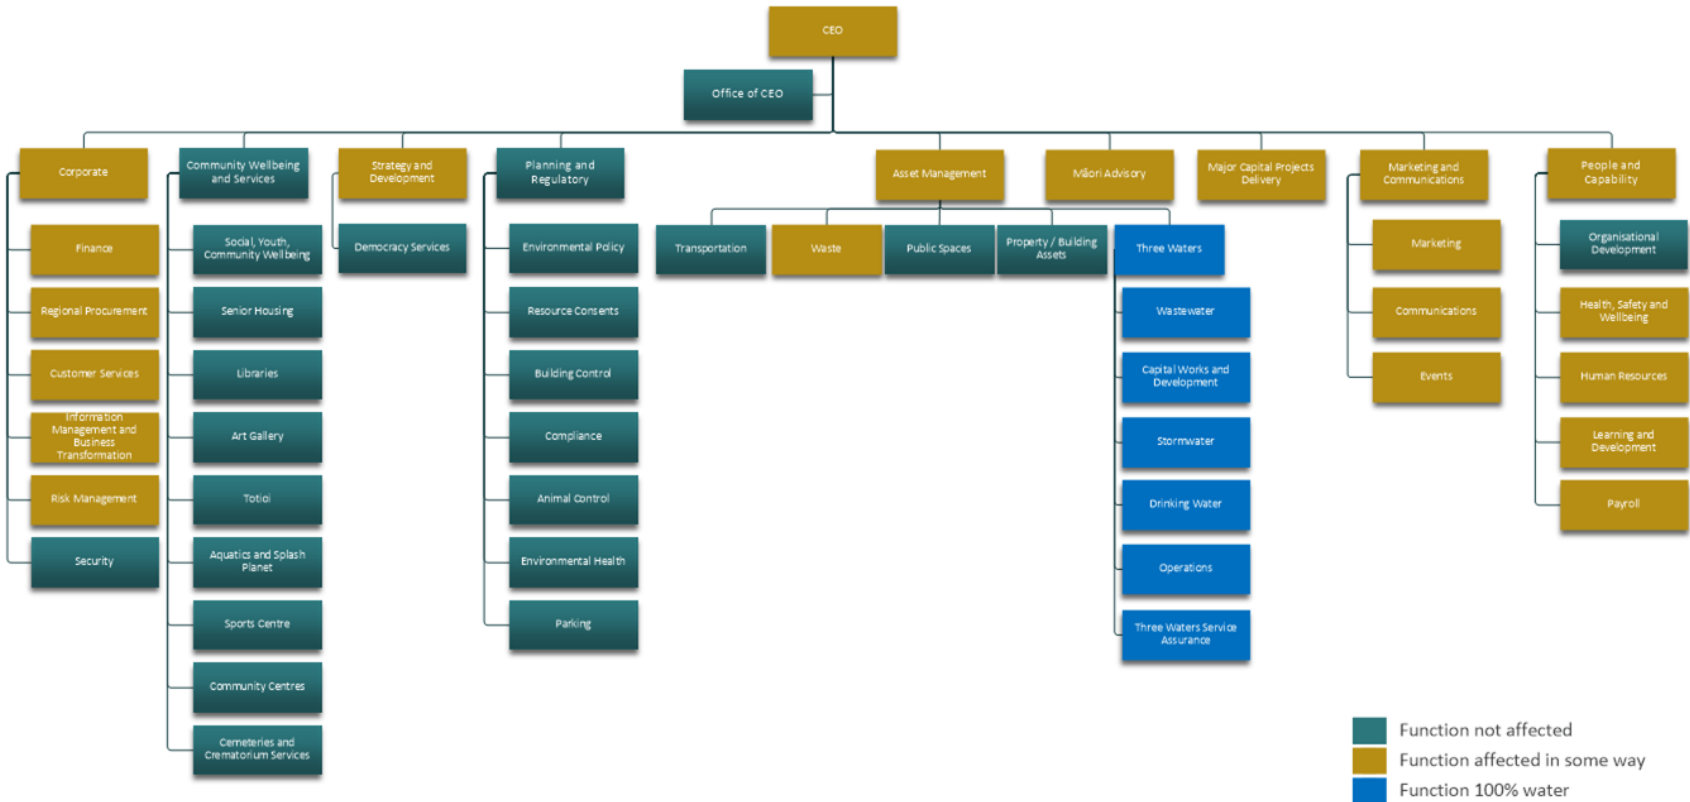 CEO
Office of CEO
Corporate
Community Wellbeing
and Services
Strategy and
Development
Planning and
Regulatory
Asset Management
Māori Advisory
Major Capital Projects
Delivery
Marketing and
Communications
People and
Capability
Finance
Regional Procurement
Customer Services
Information
Management and
Business
Transformation
Risk Management
Security
Social, Youth,
Community Wellbeing
Senior Housing
Libraries
Art Gallery
Totioi
Aquatics and Splash
Planet
Sports Centre
Community Centres
Cemeteries and
Crematorium Services
Democracy Services
Environmental Policy
Resource Consents
Building Control
Compliance
Animal Control
Environmental Health
Parking
Transportation
Waste
Public Spaces
Property / Building
Assets
Three Waters
Wastewater
Capital Works and
Development
Stormwater
Drinking Water
Operations
Three Waters Service
Assurance
Marketing
Communications
Events
Organisational
Development
Health, Safety and
Wellbeing
Human Resources
Learning and
Development
Payroll
Function not affected
Function affected in some way
Function 100% water